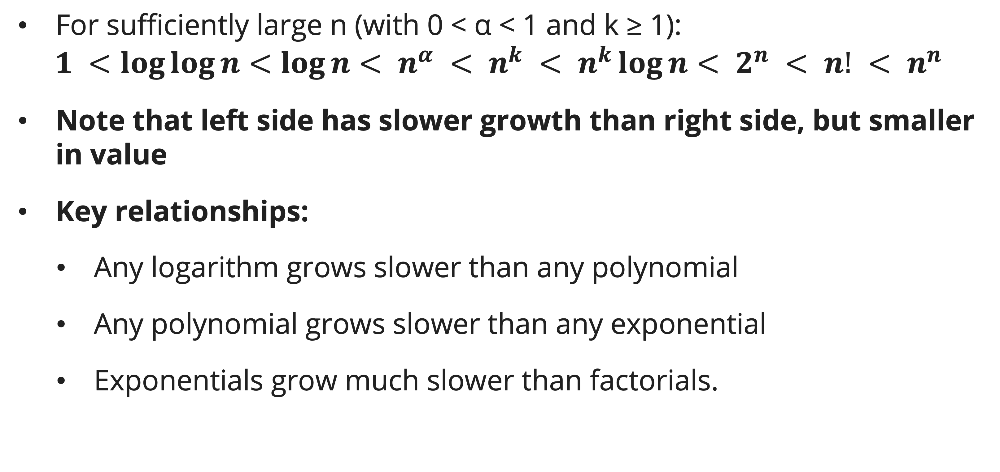 • For sufficiently large n (with 0 < α < 1 and k ≥ 1):
1 < log log n < log n < n^α < n^k < n^k log n < 2^n < n! < n^n
• Note that left side has slower growth than right side, but smaller
in value
• Key relationships:
• Any logarithm grows slower than any polynomial
• Any polynomial grows slower than any exponential
• Exponentials grow much slower than factorials.